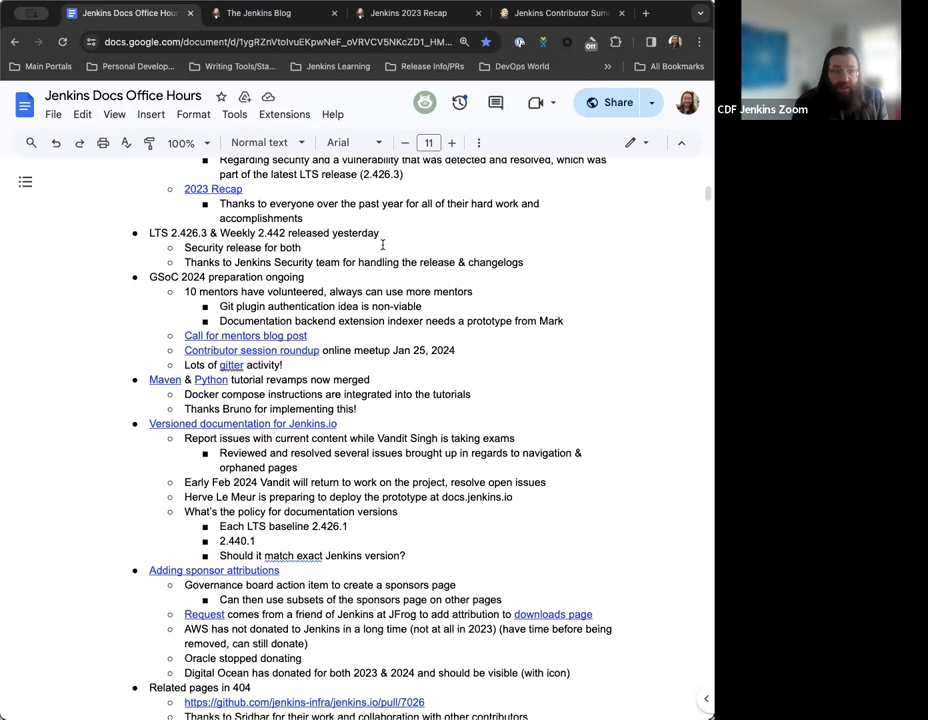 Jenkins Docs Office Hours
The Jenkins Blog
Jenkins 2023 Recap
Jenkins Contributor Sum
docs.google.com/document/d/1ygRZnVtoIvuEKpwNeF_oVRVCV5NKcZD1_HM...
Off
Main Portals
Personal Develop...
Writing Tools/Sta...
Jenkins Learning
Release Info/PRs
DevOps World
All Bookmarks
CDF Jenkins Zoom
Jenkins Docs Office Hours
File Edit View Insert Format Tools Extensions Help
Share
100% Normal text Arial 11
Regarding security and a vulnerability that was detected and resolved, which was
part of the latest LTS release (2.426.3)
2023 Recap
Thanks to everyone over the past year for all of their hard work and
accomplishments
LTS 2.426.3 & Weekly 2.442 released yesterday
Security release for both
Thanks to Jenkins Security team for handling the release & changelogs
GSoC 2024 preparation ongoing
10 mentors have volunteered, always can use more mentors
Git plugin authentication idea is non-viable
Documentation backend extension indexer needs a prototype from Mark
Call for mentors blog post
Contributor session roundup online meetup Jan 25, 2024
Lots of gitter activity!
Maven & Python tutorial revamps now merged
Docker compose instructions are integrated into the tutorials
Thanks Bruno for implementing this!
Versioned documentation for Jenkins.io
Report issues with current content while Vandit Singh is taking exams
Reviewed and resolved several issues brought up in regards to navigation &
orphaned pages
Early Feb 2024 Vandit will return to work on the project, resolve open issues
Herve Le Meur is preparing to deploy the prototype at docs.jenkins.io
What's the policy for documentation versions
Each LTS baseline 2.426.1
2.440.1
Should it match exact Jenkins version?
Adding sponsor attributions
Governance board action item to create a sponsors page
Can then use subsets of the sponsors page on other pages
Request comes from a friend of Jenkins at JFrog to add attribution to downloads page
AWS has not donated to Jenkins in a long time (not at all in 2023) (have time before being
removed, can still donate)
Oracle stopped donating
Digital Ocean has donated for both 2023 & 2024 and should be visible (with icon)
Related pages in 404
https://github.com/jenkins-infra/jenkins.io/pull/7026
Thanks to Sridhar for their work and collaboration with other contributors